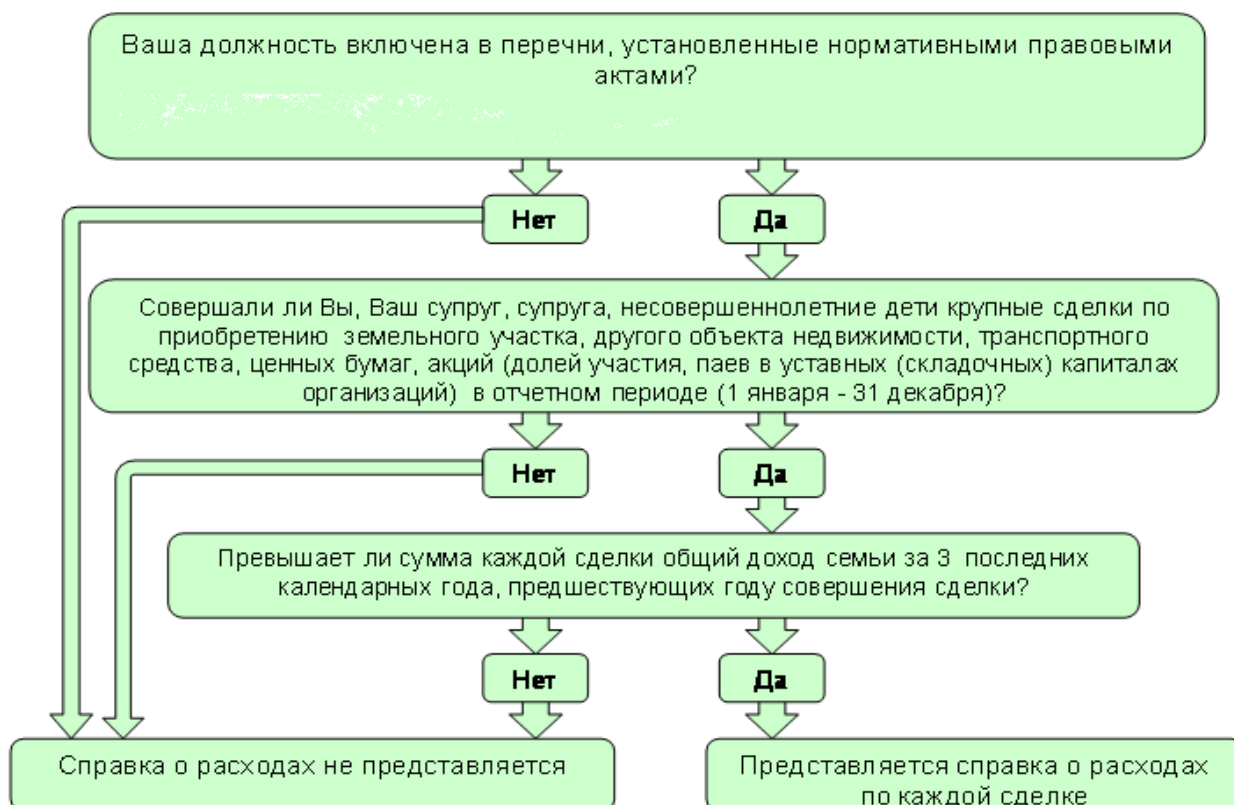 Ваша должность включена в перечни, установленные нормативными правовыми
актами?
Нет
Да
Совершали ли Вы, Ваш супруг, супруга, несовершеннолетние дети крупные сделки по
приобретению земельного участка, другого объекта недвижимости, транспортного
средства, ценных бумаг, акций (долей участия, паев в уставных (складочных) капиталах
организаций) в отчетном периоде (1 января - 31 декабря)?
Нет
Да
Превышает ли сумма каждой сделки общий доход семьи за 3 последних
календарных года, предшествующих году совершения сделки?
Нет
Да
Справка о расходах не представляется
Представляется справка о расходах
по каждой сделке